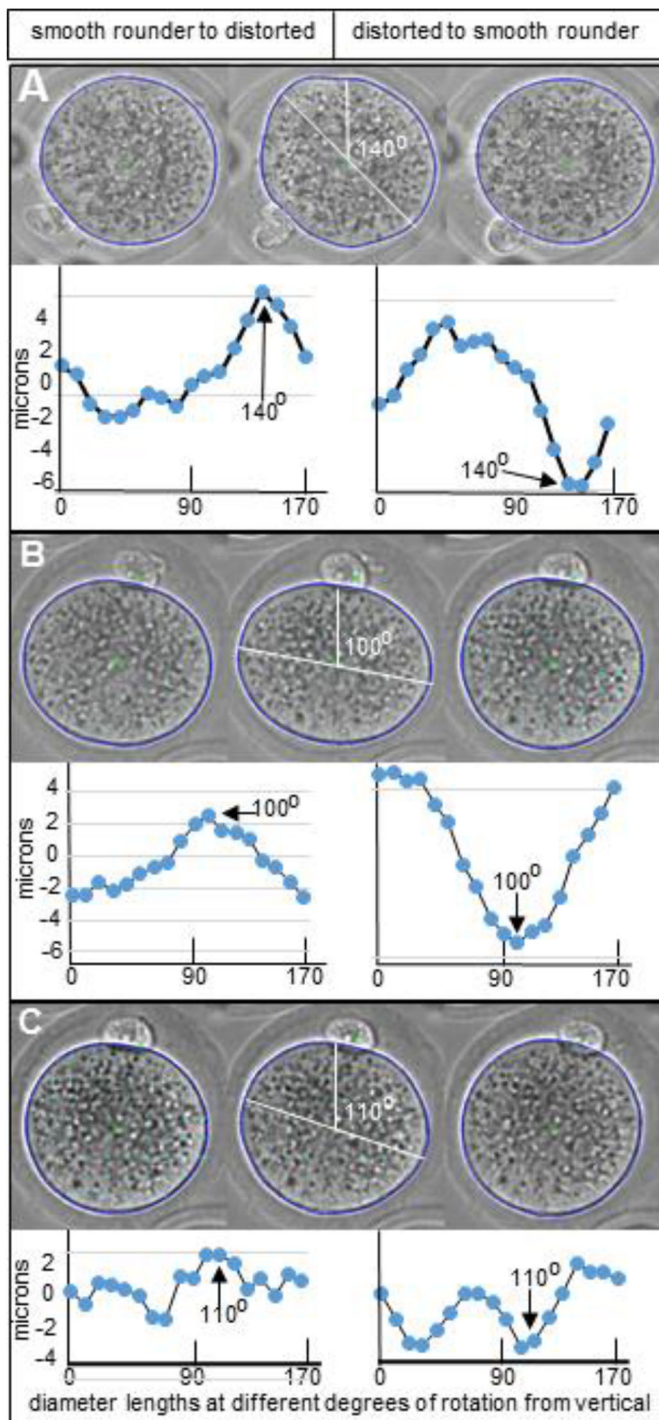 smooth rounder to distorted
distorted to smooth rounder
A
140⁰
microns
4
2
0
-2
-4
-6
140⁰
0 90 170
140⁰
0 90 170
B
100⁰
microns
4
2
0
-2
-4
-6
100⁰
0 90 170
100⁰
0 90 170
C
110⁰
microns
2
0
-2
-4
110⁰
0 90 170
110⁰
0 90 170
diameter lengths at different degrees of rotation from vertical